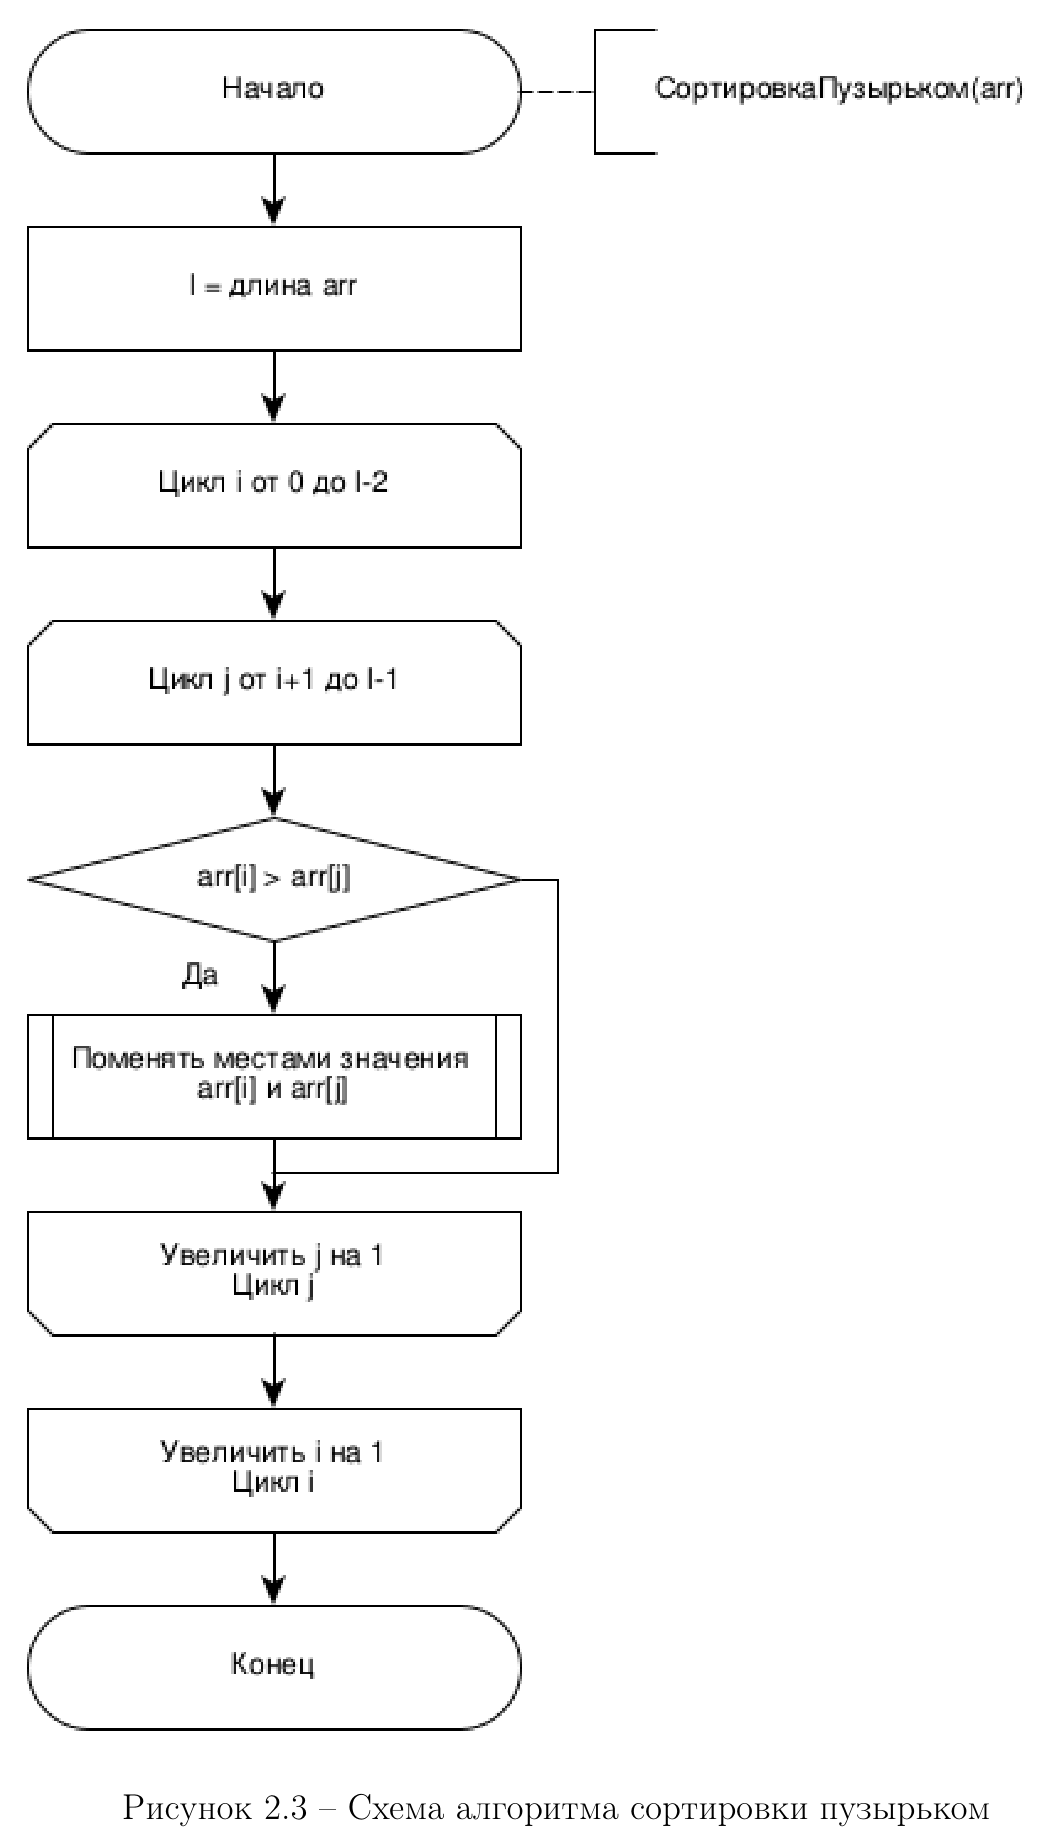 Начало
СортировкаПузырьком(arr)
l = длина arr
Цикл i от 0 до l-2
Цикл j от i+1 до l-1
arr[i] > arr[j]
Да
Поменять местами значения
arr[i] и arr[j]
Увеличить j на 1
Цикл j
Увеличить i на 1
Цикл i
Конец
Рисунок 2.3 – Схема алгоритма сортировки пузырьком